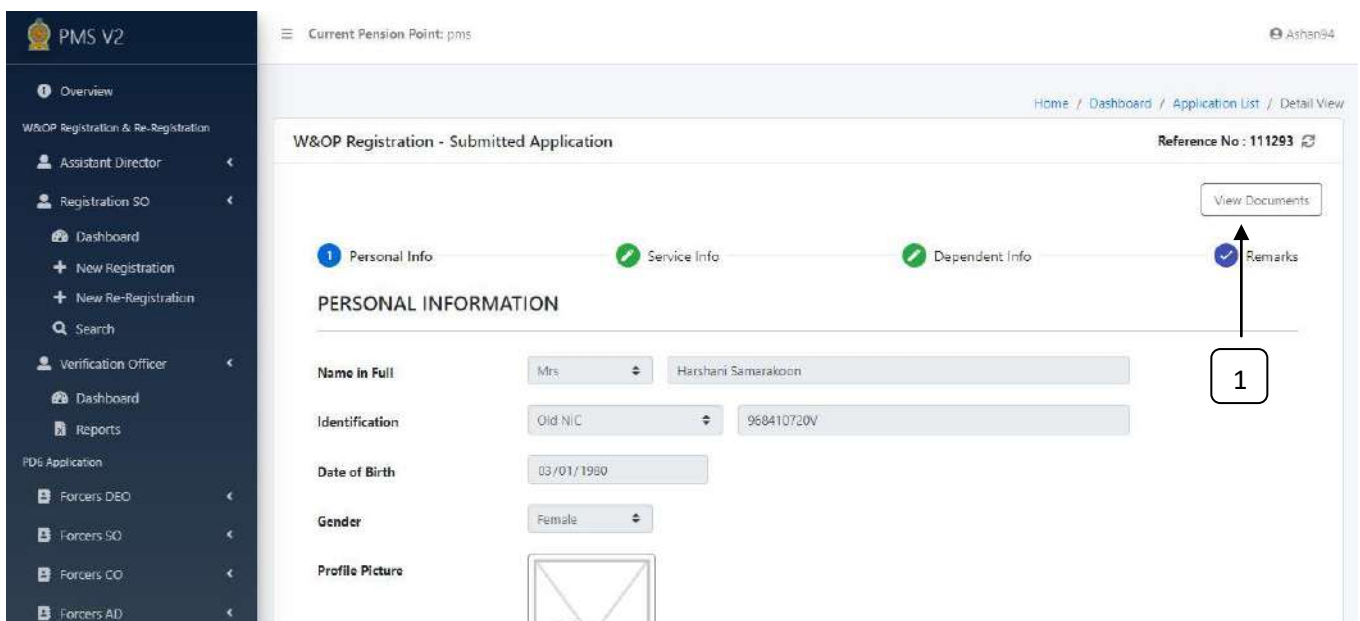 PMS V2
Current Pension Point: pms
Ashan94
Overview
Home / Dashboard / Application List / Detail View
W&OP Registration & Re-Registration
W&OP Registration - Submitted Application
Reference No : 111293
Assistant Director
Registration SO
View Documents
Dashboard
1 Personal Info
Service Info
Dependent Info
Remarks
New Registration
New Re-Registration
PERSONAL INFORMATION
Search
Verification Officer
Name in Full
Mrs
Harshani Samarakoon
1
Dashboard
Identification
Old NIC
968410720V
Reports
PD6 Application
Date of Birth
03/01/1980
Forcers DEO
Gender
Female
Forcers SO
Profile Picture
Forcers CO
Forcers AD